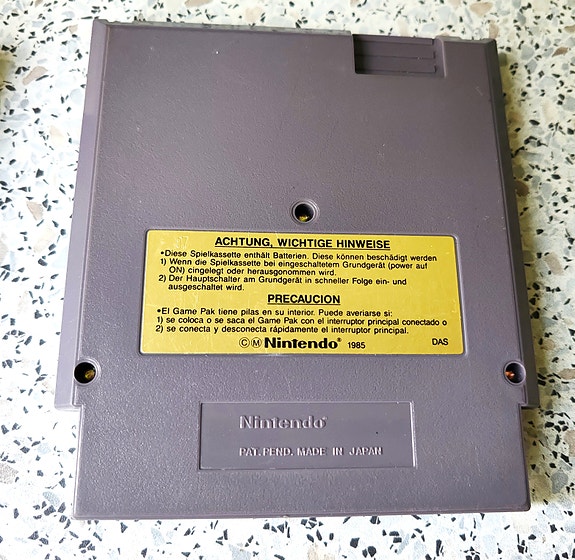 ACHTUNG, WICHTIGE HINWEISE
•Diese Spielkassette enthält Batterien. Diese können beschädigt werden
1) Wenn die Spielkassette bei eingeschaltetem Grundgerät (power auf
ON) eingelegt oder herausgonommen wird.
2) Der Hauptschalter am Grundgerät in schneller Folge ein- und
ausgeschaltet wird.
PRECAUCION
•El Game Pak tiene pilas en su interior. Puede averiarse si:
1) se coloca o se saca el Game Pak con el interruptor principal conectado o
2) se conecta y desconecta rápidamente el interruptor principal.
©Ⓜ Nintendo® 1985 DAS
Nintendo®
PAT. PEND. MADE IN JAPAN